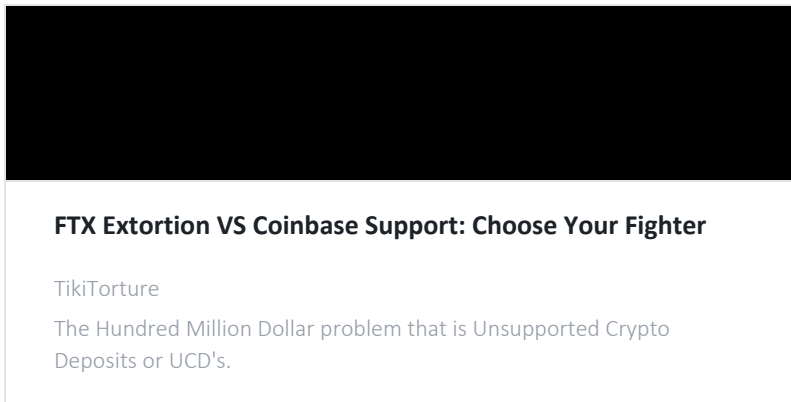 FTX Extortion VS Coinbase Support: Choose Your Fighter
TikiTorture
The Hundred Million Dollar problem that is Unsupported Crypto
Deposits or UCD's.